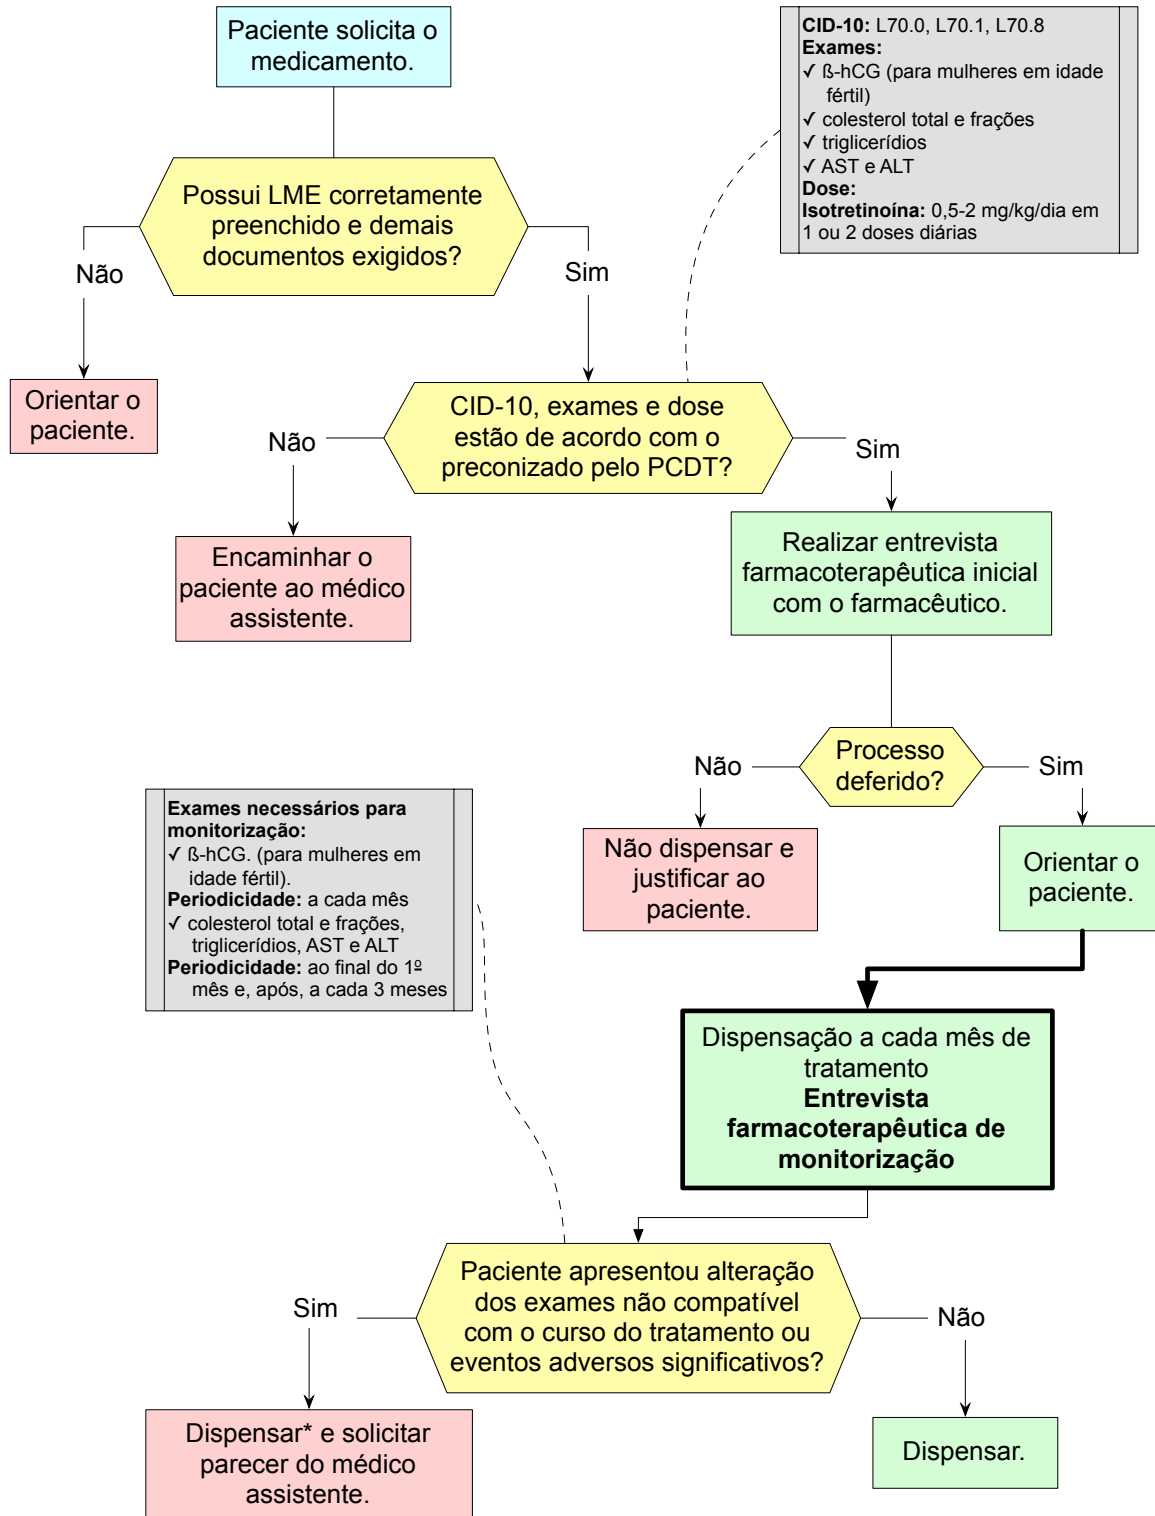 Paciente solicita o
medicamento.
CID-10: L70.0, L70.1, L70.8
Exames:
✓ ß-hCG (para mulheres em idade
fértil)
✓ colesterol total e frações
✓ triglicerídios
✓ AST e ALT
Dose:
Isotretinoína: 0,5-2 mg/kg/dia em
1 ou 2 doses diárias
Possui LME corretamente
preenchido e demais
documentos exigidos?
Não
Sim
Orientar o
paciente.
CID-10, exames e dose
estão de acordo com o
preconizado pelo PCDT?
Não
Sim
Encaminhar o
paciente ao médico
assistente.
Realizar entrevista
farmacoterapêutica inicial
com o farmacêutico.
Processo
deferido?
Não
Sim
Exames necessários para
monitorização:
✓ ß-hCG. (para mulheres em
idade fértil).
Periodicidade: a cada mês
✓ colesterol total e frações,
triglicerídios, AST e ALT
Periodicidade: ao final do 1º
mês e, após, a cada 3 meses
Não dispensar e
justificar ao
paciente.
Orientar o
paciente.
Dispensação a cada mês de
tratamento
Entrevista
farmacoterapêutica de
monitorização
Paciente apresentou alteração
dos exames não compatível
com o curso do tratamento ou
eventos adversos significativos?
Sim
Não
Dispensar* e solicitar
parecer do médico
assistente.
Dispensar.